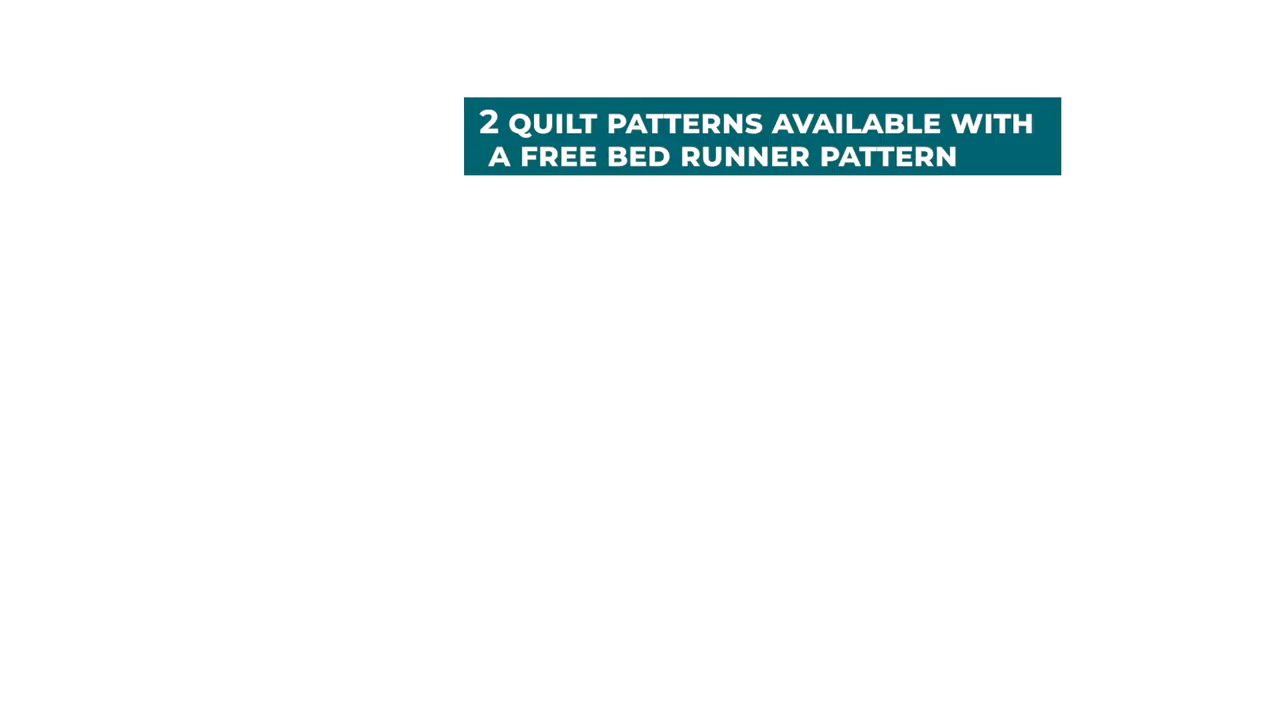 2 QUILT PATTERNS AVAILABLE WITH
A FREE BED RUNNER PATTERN